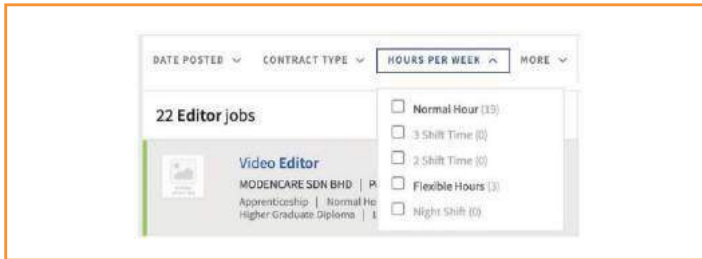 DATE POSTED CONTRACT TYPE HOURS PER WEEK MORE
22 Editor jobs
Normal Hour (19)
3 Shift Time (0)
2 Shift Time (0)
Flexible Hours (3)
Night Shift (0)
Video Editor
MODENCARE SDN BHD | P
Apprenticeship | Normal Ho
Higher Graduate Diploma |